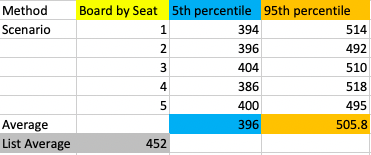 Method Board by Seat 5th percentile 95th percentile
Scenario 1 394 514
2 396 492
3 404 510
4 386 518
5 400 495
Average 396 505.8
List Average 452